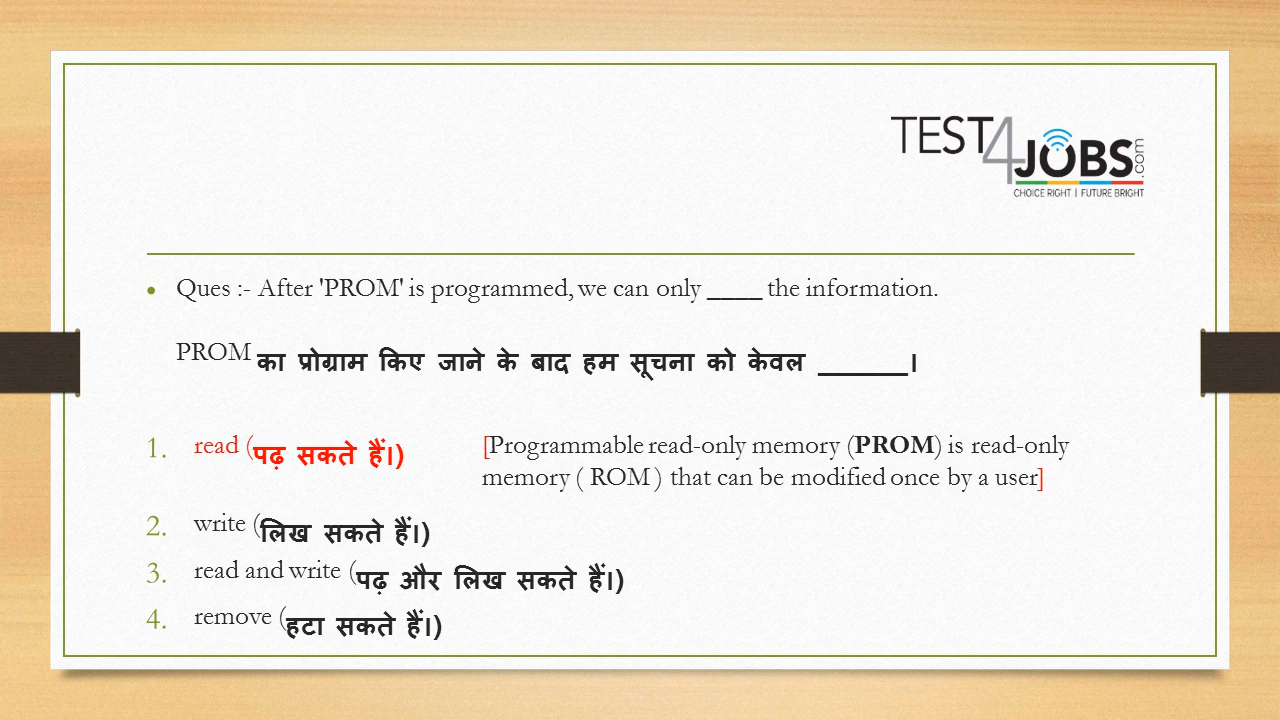 TEST4JOBS.com
CHOICE RIGHT | FUTURE BRIGHT
• Ques :- After 'PROM' is programmed, we can only ____ the information.
PROM का प्रोग्राम किए जाने के बाद हम सूचना को केवल ______।
1. read (पढ़ सकते हैं।) [Programmable read-only memory (PROM) is read-only
memory ( ROM ) that can be modified once by a user]
2. write (लिख सकते हैं।)
3. read and write (पढ़ और लिख सकते हैं।)
4. remove (हटा सकते हैं।)